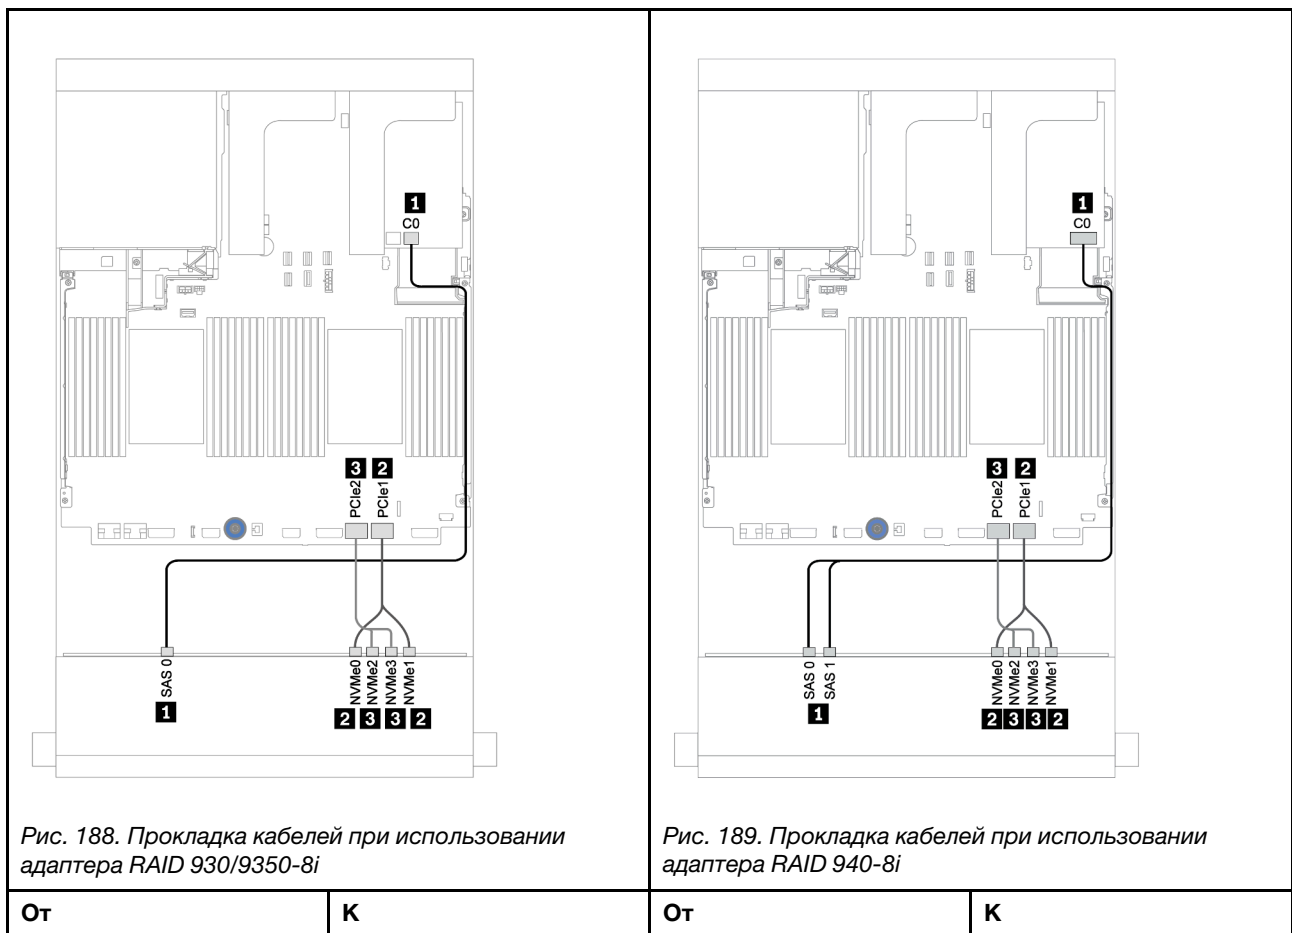 1
C0
3 2
PCIe2
PCIe1
SAS 0
1
NVMe0
NVMe2
NVMe3
NVMe1
2 3 3 2
Рис. 188. Прокладка кабелей при использовании
адаптера RAID 930/9350-8i
От К
1
C0
3 2
PCIe2
PCIe1
SAS 0
SAS 1
1
NVMe0
NVMe2
NVMe3
NVMe1
2 3 3 2
Рис. 189. Прокладка кабелей при использовании
адаптера RAID 940-8i
От К